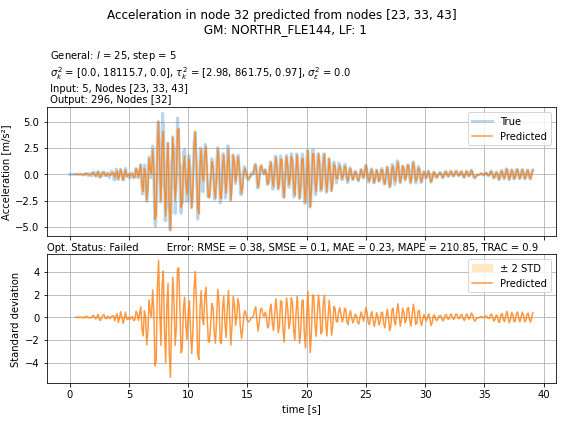 Acceleration in node 32 predicted from nodes [23, 33, 43]
GM: NORTHR_FLE144, LF: 1
General: l = 25, step = 5
σ²ₖ = [0.0, 18115.7, 0.0], τ²ₖ = [2.98, 861.75, 0.97], σ²ε = 0.0
Input: 5, Nodes [23, 33, 43]
Output: 296, Nodes [32]
Acceleration [m/s²]
5.0
2.5
0.0
−2.5
−5.0
True
Predicted
Opt. Status: Failed Error: RMSE = 0.38, SMSE = 0.1, MAE = 0.23, MAPE = 210.85, TRAC = 0.9
Standard deviation
4
2
0
−2
−4
± 2 STD
Predicted
0 5 10 15 20 25 30 35 40
time [s]